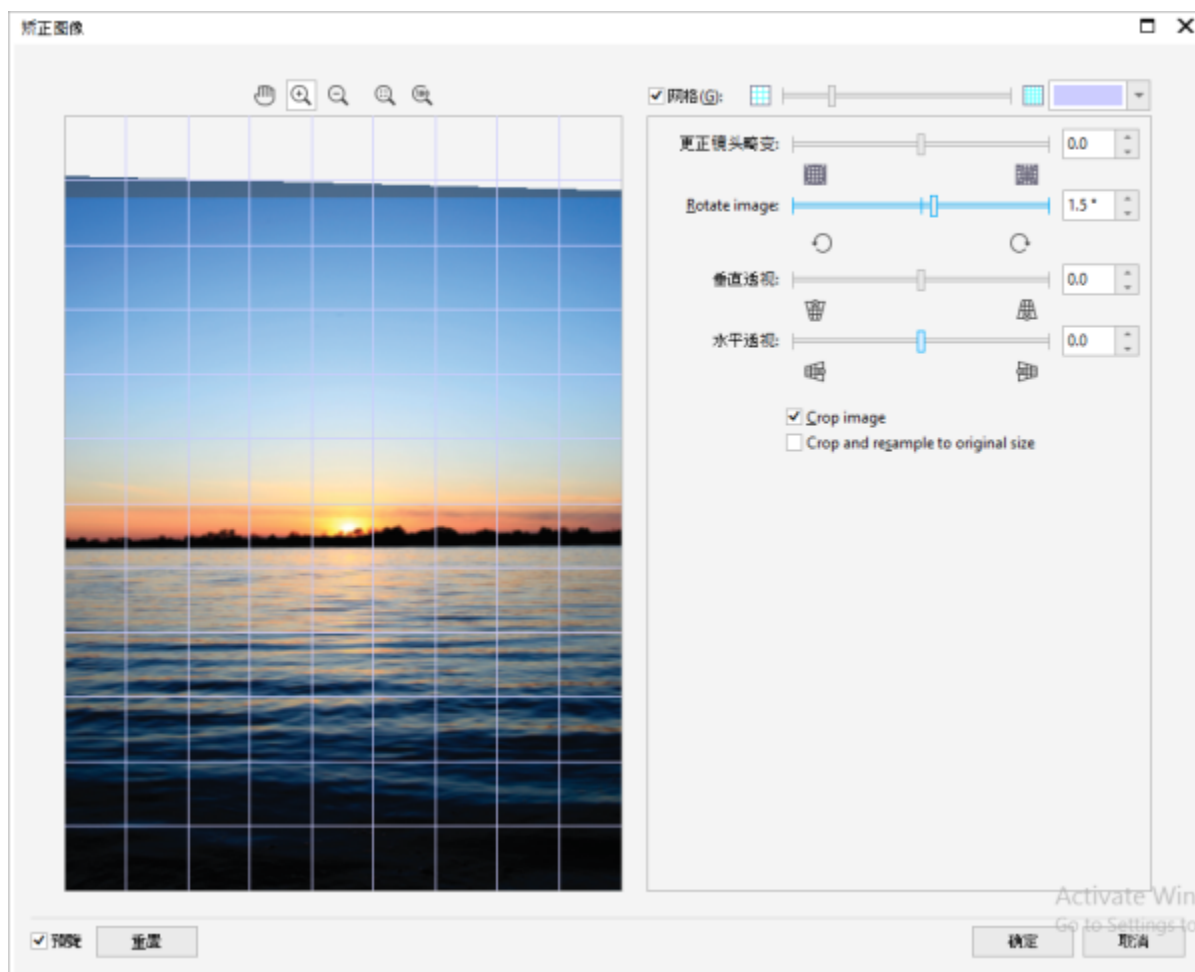 矫正图像
网格(G):
更正镜头畸变: 0.0
Rotate image: 1.5 °
垂直透视: 0.0
水平透视: 0.0
Crop image
Crop and resample to original size
Activate Win
Go to Settings to
预览 重置 确定 取消